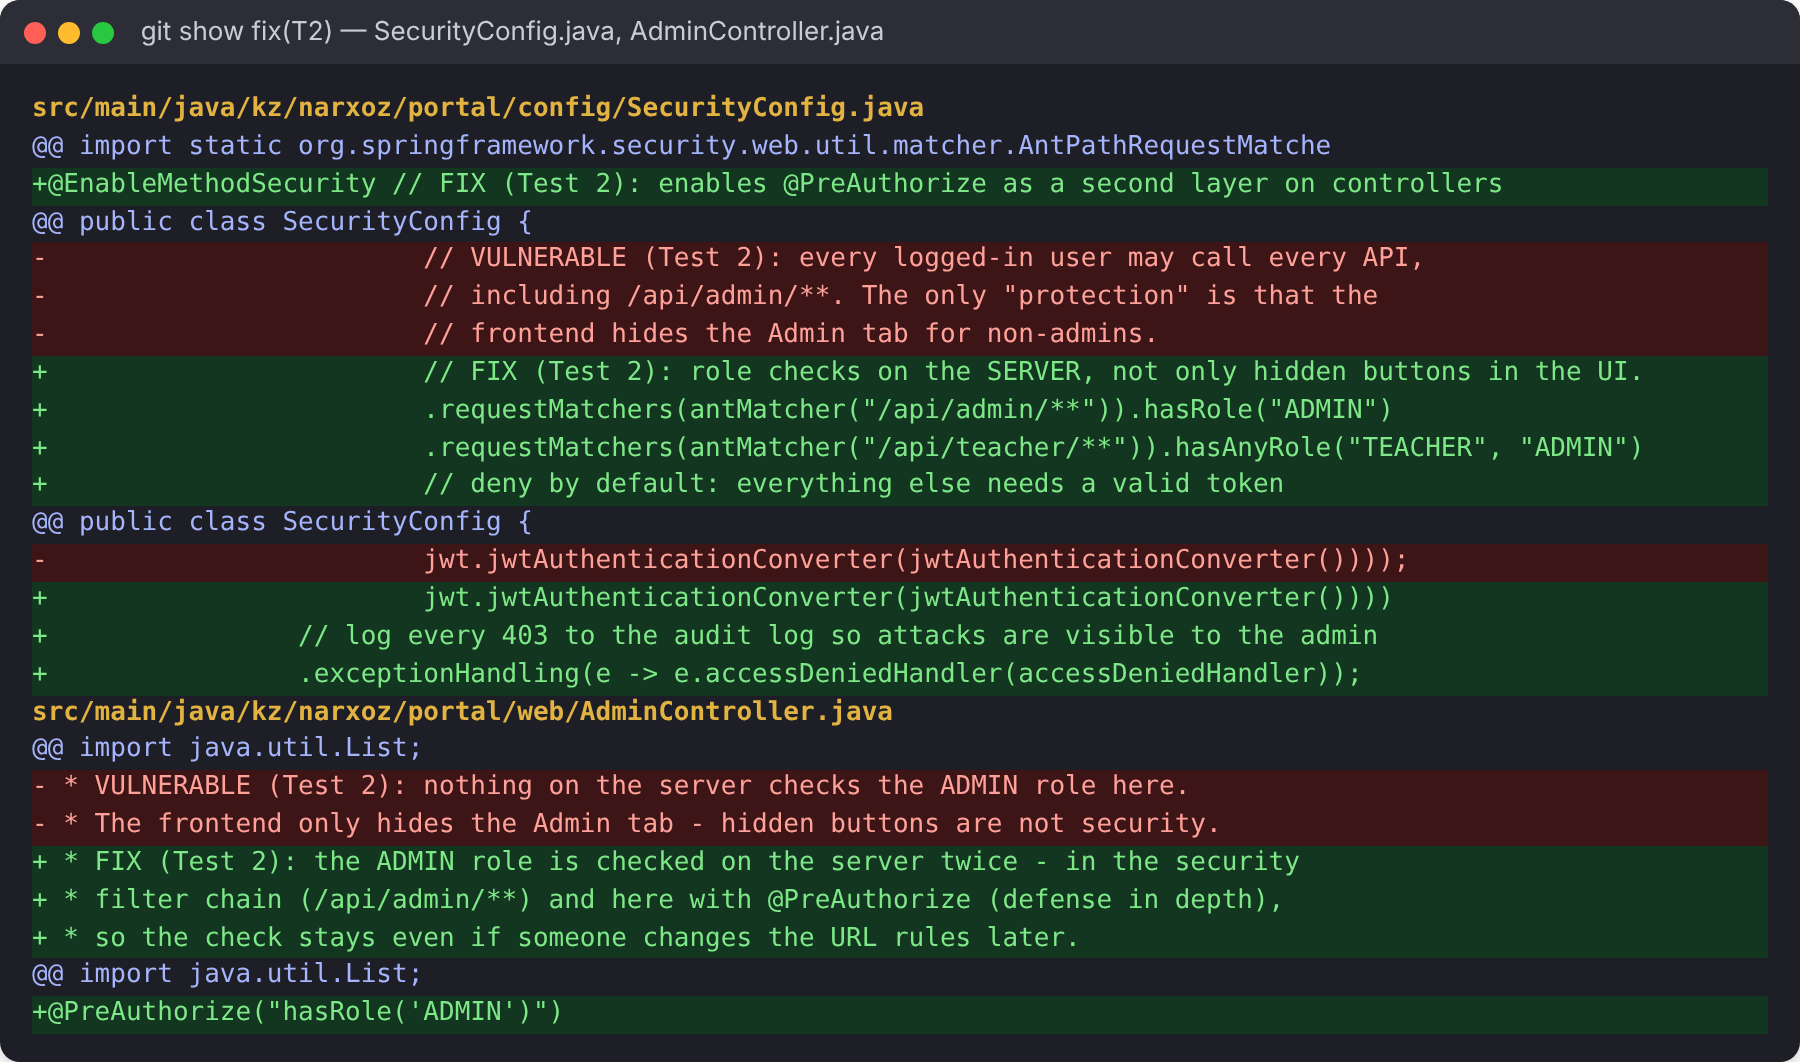 git show fix(T2) — SecurityConfig.java, AdminController.java
src/main/java/kz/narxoz/portal/config/SecurityConfig.java
@@ import static org.springframework.security.web.util.matcher.AntPathRequestMatche
+@EnableMethodSecurity // FIX (Test 2): enables @PreAuthorize as a second layer on controllers
@@ public class SecurityConfig {
-                        // VULNERABLE (Test 2): every logged-in user may call every API,
-                        // including /api/admin/**. The only "protection" is that the
-                        // frontend hides the Admin tab for non-admins.
+                        // FIX (Test 2): role checks on the SERVER, not only hidden buttons in the UI.
+                        .requestMatchers(antMatcher("/api/admin/**")).hasRole("ADMIN")
+                        .requestMatchers(antMatcher("/api/teacher/**")).hasAnyRole("TEACHER", "ADMIN")
+                        // deny by default: everything else needs a valid token
@@ public class SecurityConfig {
-                        jwt.jwtAuthenticationConverter(jwtAuthenticationConverter())));
+                        jwt.jwtAuthenticationConverter(jwtAuthenticationConverter())))
+                // log every 403 to the audit log so attacks are visible to the admin
+                .exceptionHandling(e -> e.accessDeniedHandler(accessDeniedHandler));
src/main/java/kz/narxoz/portal/web/AdminController.java
@@ import java.util.List;
- * VULNERABLE (Test 2): nothing on the server checks the ADMIN role here.
- * The frontend only hides the Admin tab - hidden buttons are not security.
+ * FIX (Test 2): the ADMIN role is checked on the server twice - in the security
+ * filter chain (/api/admin/**) and here with @PreAuthorize (defense in depth),
+ * so the check stays even if someone changes the URL rules later.
@@ import java.util.List;
+@PreAuthorize("hasRole('ADMIN')")